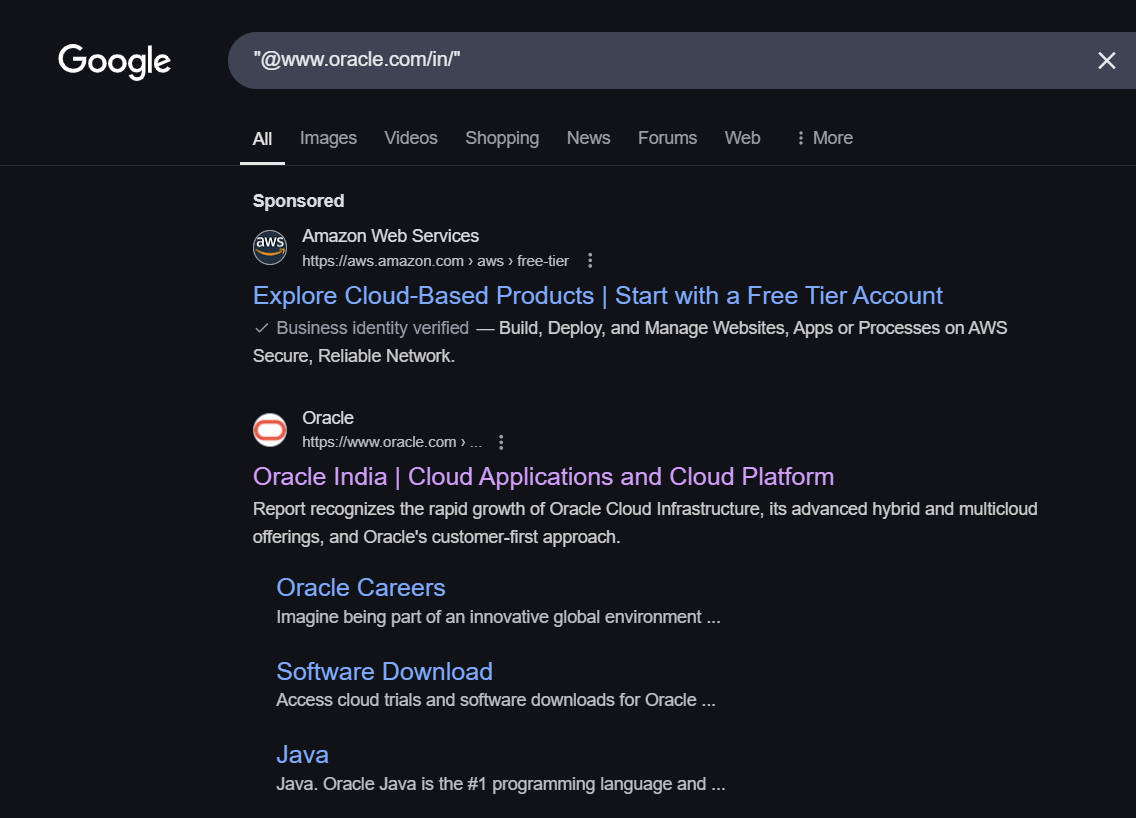 Google
"@www.oracle.com/in/"
All Images Videos Shopping News Forums Web More
Sponsored
aws
Amazon Web Services
https://aws.amazon.com › aws › free-tier
Explore Cloud-Based Products | Start with a Free Tier Account
Business identity verified — Build, Deploy, and Manage Websites, Apps or Processes on AWS
Secure, Reliable Network.
Oracle
https://www.oracle.com › ...
Oracle India | Cloud Applications and Cloud Platform
Report recognizes the rapid growth of Oracle Cloud Infrastructure, its advanced hybrid and multicloud
offerings, and Oracle's customer-first approach.
Oracle Careers
Imagine being part of an innovative global environment ...
Software Download
Access cloud trials and software downloads for Oracle ...
Java
Java. Oracle Java is the #1 programming language and ...